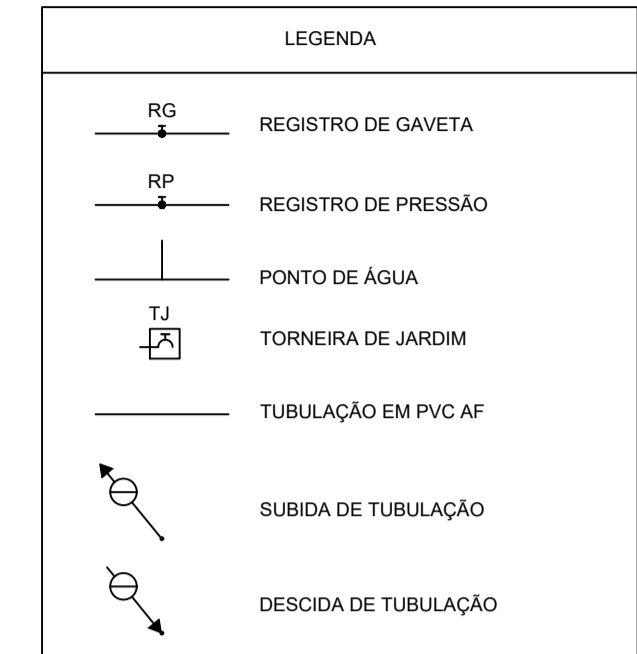 LEGENDA
RG
REGISTRO DE GAVETA
RP
REGISTRO DE PRESSÃO
PONTO DE ÁGUA
TJ
TORNEIRA DE JARDIM
TUBULAÇÃO EM PVC AF
SUBIDA DE TUBULAÇÃO
DESCIDA DE TUBULAÇÃO